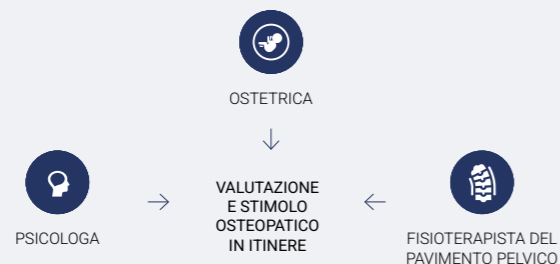 OSTETRICA
PSICOLOGA
VALUTAZIONE
E STIMOLO
OSTEOPATICO
IN ITINERE
FISIOTERAPISTA DEL
PAVIMENTO PELVICO